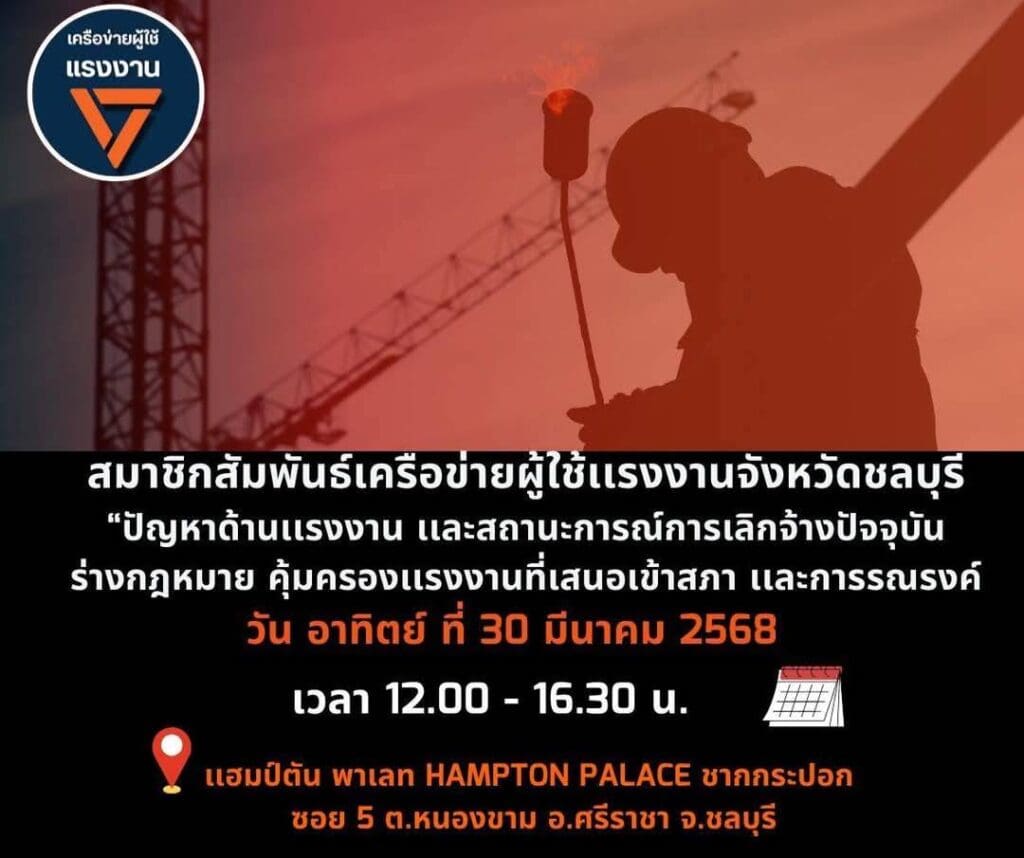 เครือข่ายผู้ใช้
แรงงาน
สมาชิกสัมพันธ์เครือข่ายผู้ใช้แรงงานจังหวัดชลบุรี
“ปัญหาด้านแรงงาน และสถานะการณ์การเลิกจ้างปัจจุบัน
ร่างกฎหมาย คุ้มครองแรงงานที่เสนอเข้าสภา และการรณรงค์
วัน อาทิตย์ ที่ 30 มีนาคม 2568
เวลา 12.00 - 16.30 น.
แฮมป์ตัน พาเลท HAMPTON PALACE ชากกระปอก
ซอย 5 ต.หนองขาม อ.ศรีราชา จ.ชลบุรี